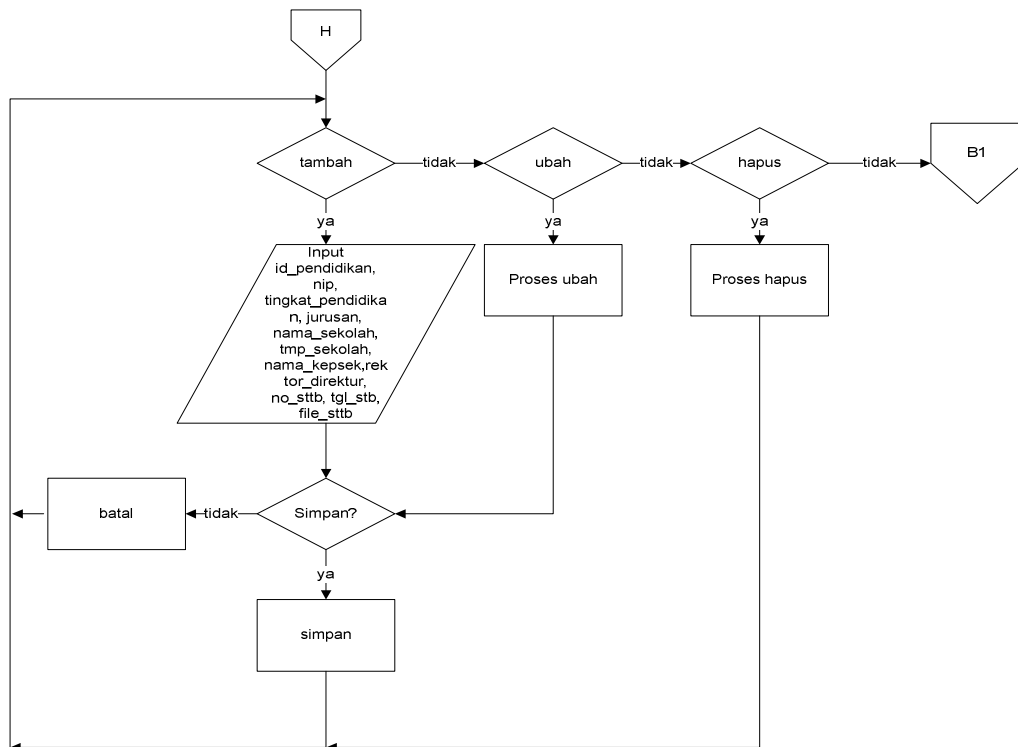 H
tambah
tidak
ubah
tidak
hapus
tidak
B1
ya
ya
ya
Input
id_pendidikan,
nip,
tingkat_pendidika
n, jurusan,
nama_sekolah,
tmp_sekolah,
nama_kepsek,rek
tor_direktur,
no_sttb, tgl_stb,
file_sttb
Proses ubah
Proses hapus
batal
tidak
Simpan?
ya
simpan